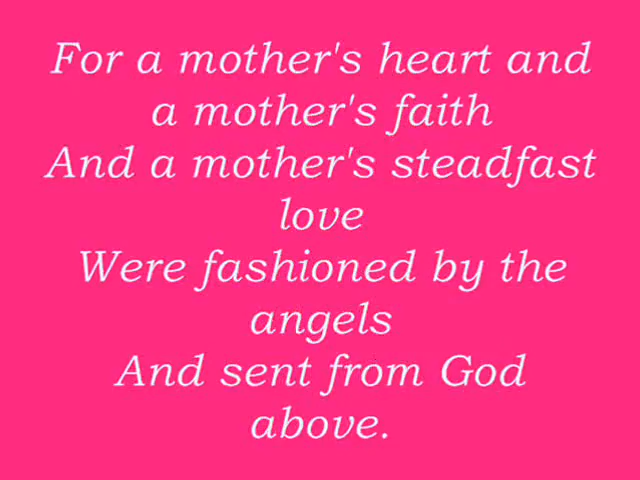 For a mother's heart and
a mother's faith
And a mother's steadfast
love
Were fashioned by the
angels
And sent from God
above.